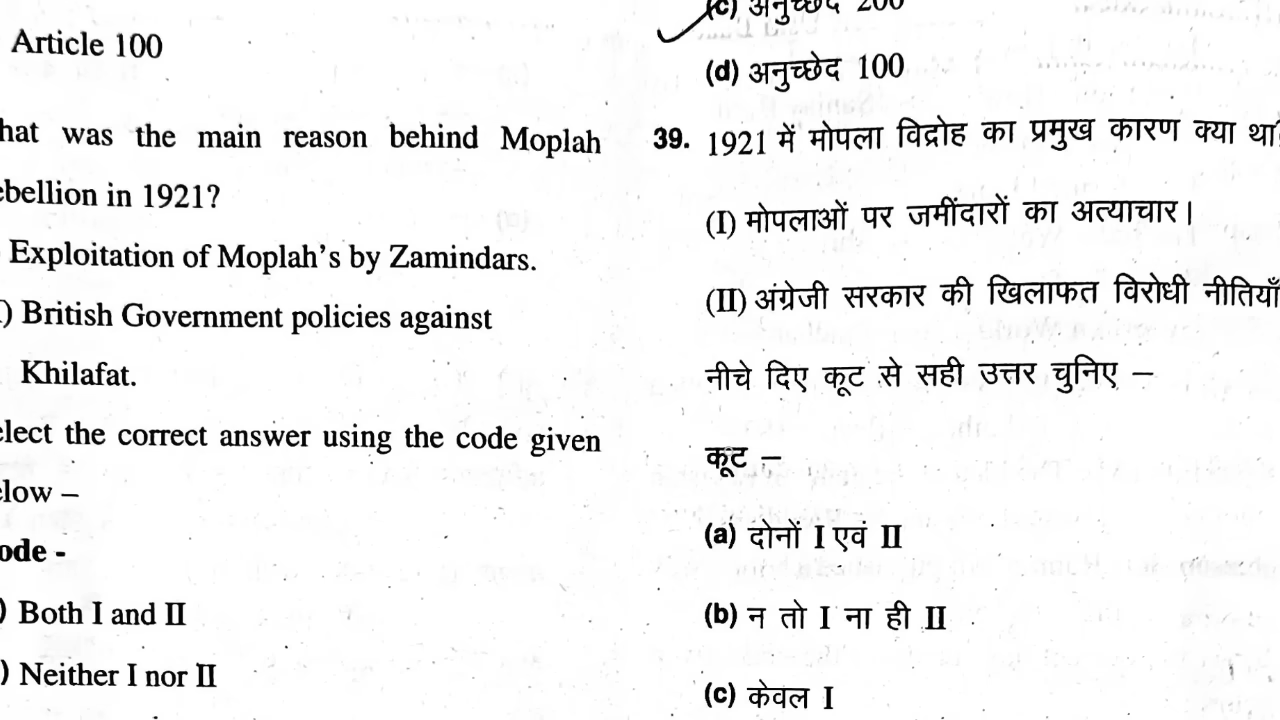 Article 100
hat was the main reason behind Moplah
ebellion in 1921?
Exploitation of Moplah's by Zamindars.
) British Government policies against
Khilafat.
elect the correct answer using the code given
elow –
ode -
) Both I and II
) Neither I nor II
(c) अनुच्छेद 200
(d) अनुच्छेद 100
39. 1921 में मोपला विद्रोह का प्रमुख कारण क्या था
(I) मोपलाओं पर जमींदारों का अत्याचार।
(II) अंग्रेजी सरकार की खिलाफत विरोधी नीतियाँ
नीचे दिए कूट से सही उत्तर चुनिए –
कूट –
(a) दोनों I एवं II
(b) न तो I ना ही II
(c) केवल I